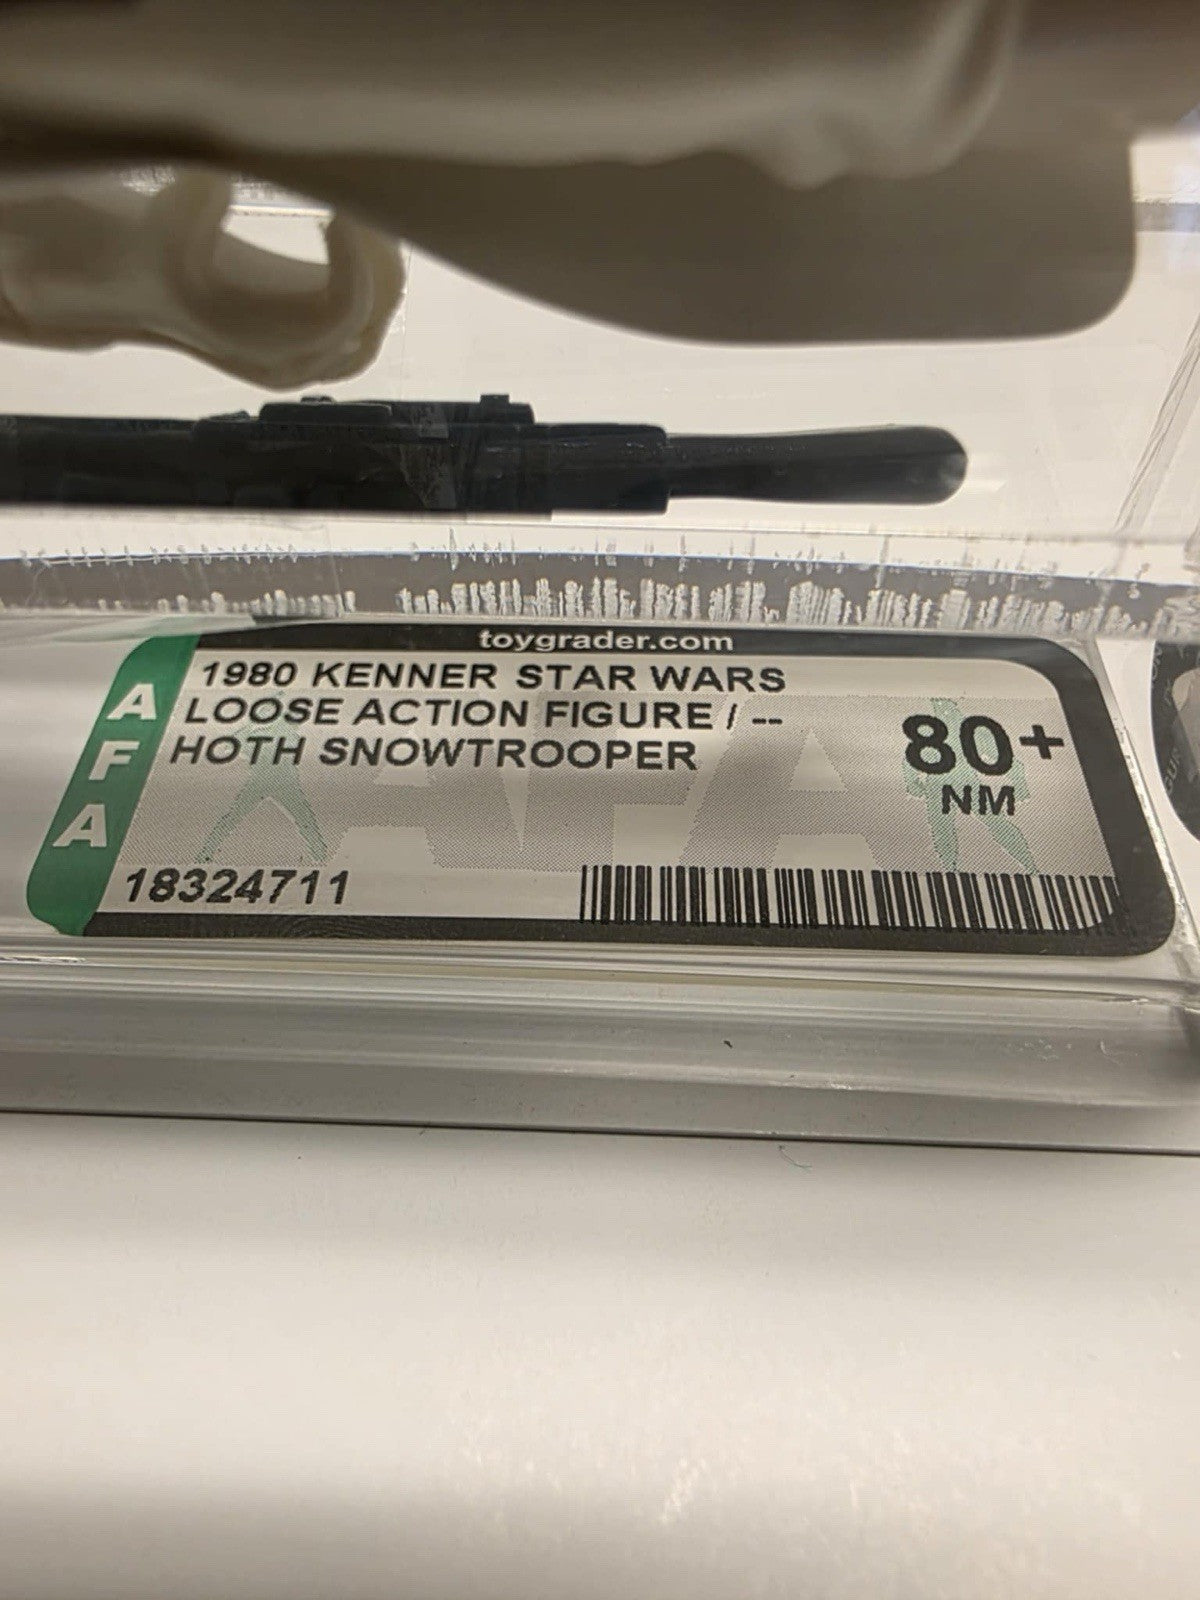 toygrader.com
AFA
1980 KENNER STAR WARS
LOOSE ACTION FIGURE / --
HOTH SNOWTROOPER
80+
NM
18324711